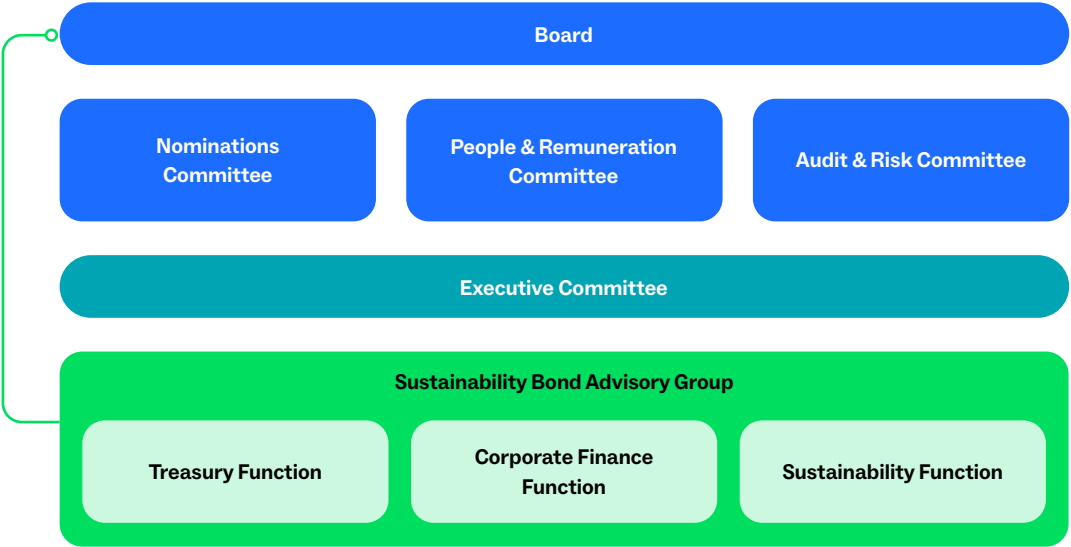 Board
Nominations
Committee
People & Remuneration
Committee
Audit & Risk Committee
Executive Committee
Sustainability Bond Advisory Group
Treasury Function
Corporate Finance
Function
Sustainability Function